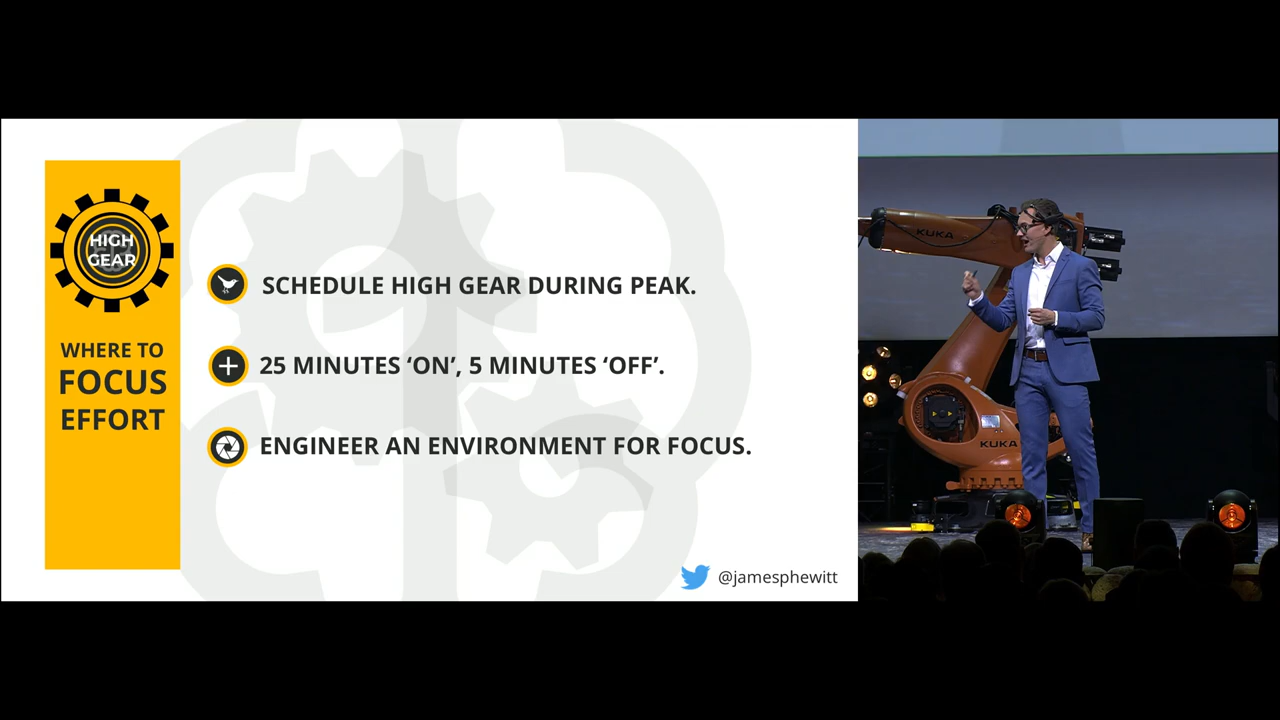 HIGH
GEAR
WHERE TO
FOCUS
EFFORT
SCHEDULE HIGH GEAR DURING PEAK.
25 MINUTES ‘ON’, 5 MINUTES ‘OFF’.
ENGINEER AN ENVIRONMENT FOR FOCUS.
@jamesphewitt
KUKA
KUKA